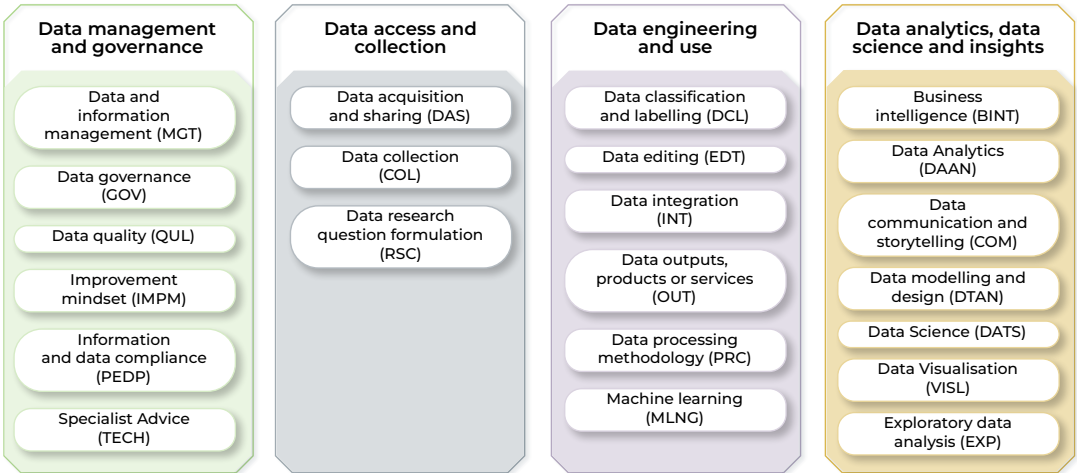 Data management
and governance
Data and
information
management (MGT)
Data governance
(GOV)
Data quality (QUL)
Improvement
mindset (IMPM)
Information
and data compliance
(PEDP)
Specialist Advice
(TECH)
Data access and
collection
Data acquisition
and sharing (DAS)
Data collection
(COL)
Data research
question formulation
(RSC)
Data engineering
and use
Data classification
and labelling (DCL)
Data editing (EDT)
Data integration
(INT)
Data outputs,
products or services
(OUT)
Data processing
methodology (PRC)
Machine learning
(MLNG)
Data analytics, data
science and insights
Business
intelligence (BINT)
Data Analytics
(DAAN)
Data
communication and
storytelling (COM)
Data modelling and
design (DTAN)
Data Science (DATS)
Data Visualisation
(VISL)
Exploratory data
analysis (EXP)